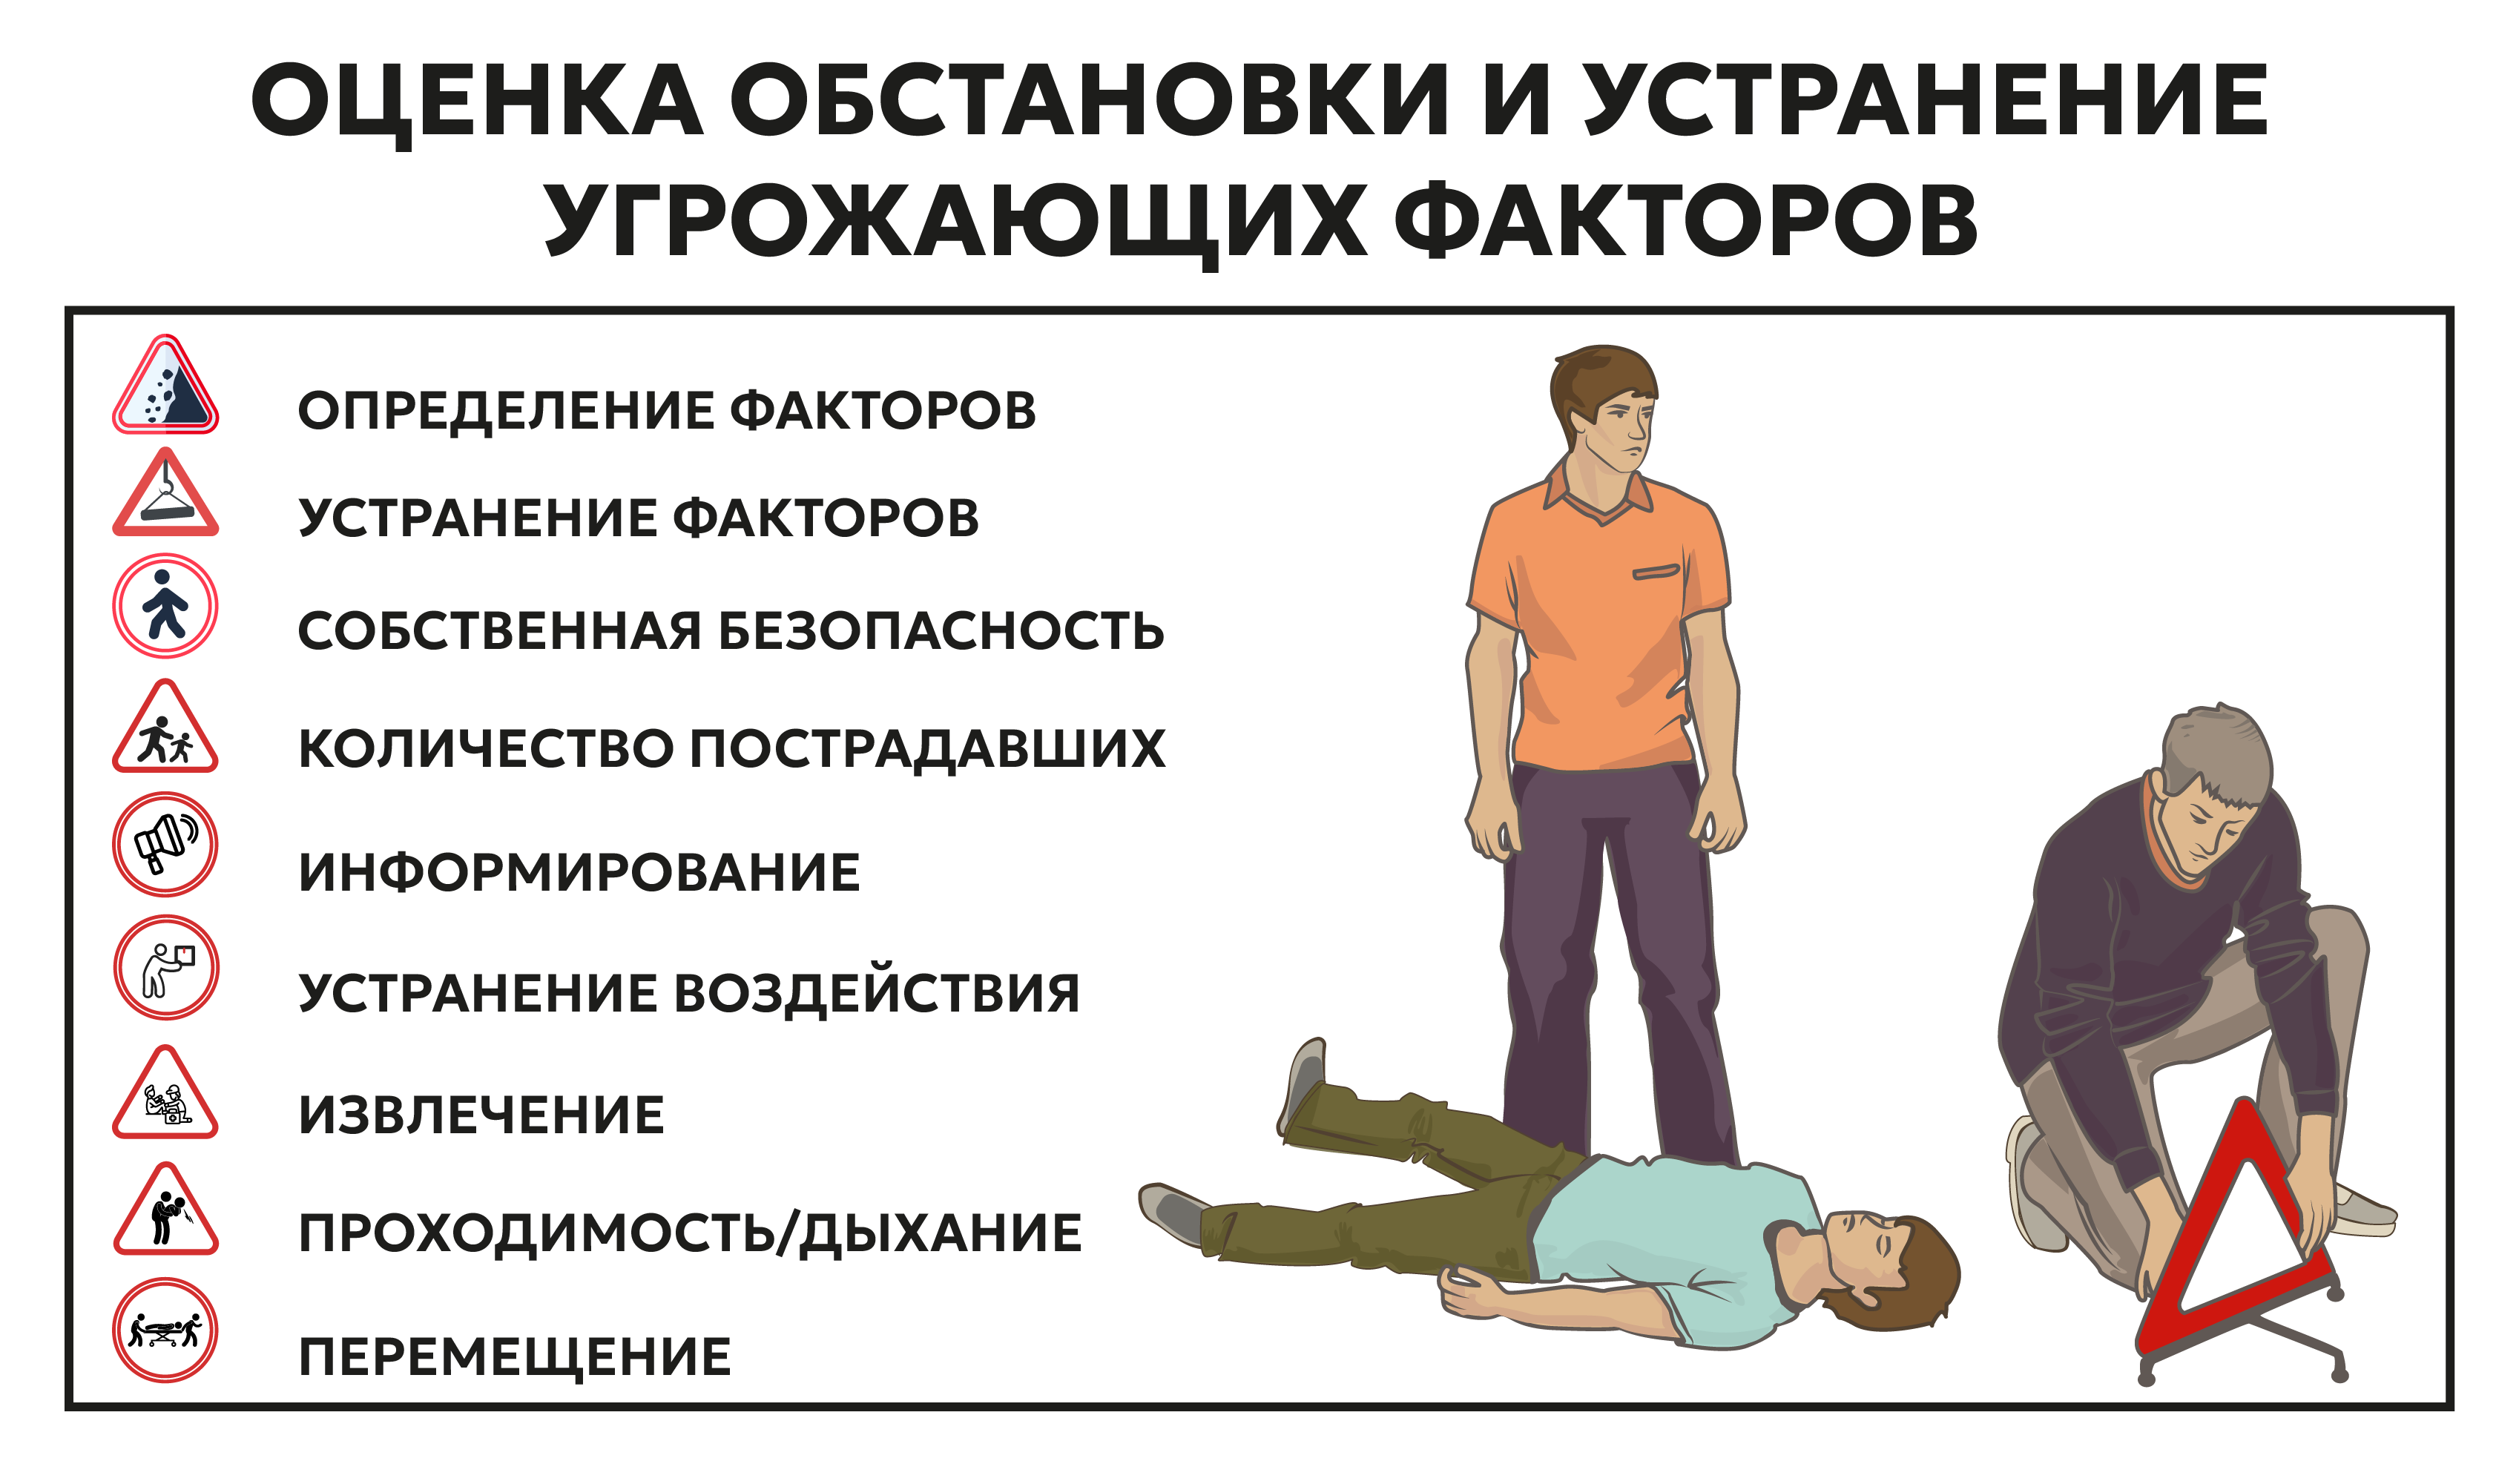 ОЦЕНКА ОБСТАНОВКИ И УСТРАНЕНИЕ
УГРОЖАЮЩИХ ФАКТОРОВ
ОПРЕДЕЛЕНИЕ ФАКТОРОВ
УСТРАНЕНИЕ ФАКТОРОВ
СОБСТВЕННАЯ БЕЗОПАСНОСТЬ
КОЛИЧЕСТВО ПОСТРАДАВШИХ
ИНФОРМИРОВАНИЕ
УСТРАНЕНИЕ ВОЗДЕЙСТВИЯ
ИЗВЛЕЧЕНИЕ
ПРОХОДИМОСТЬ/ДЫХАНИЕ
ПЕРЕМЕЩЕНИЕ